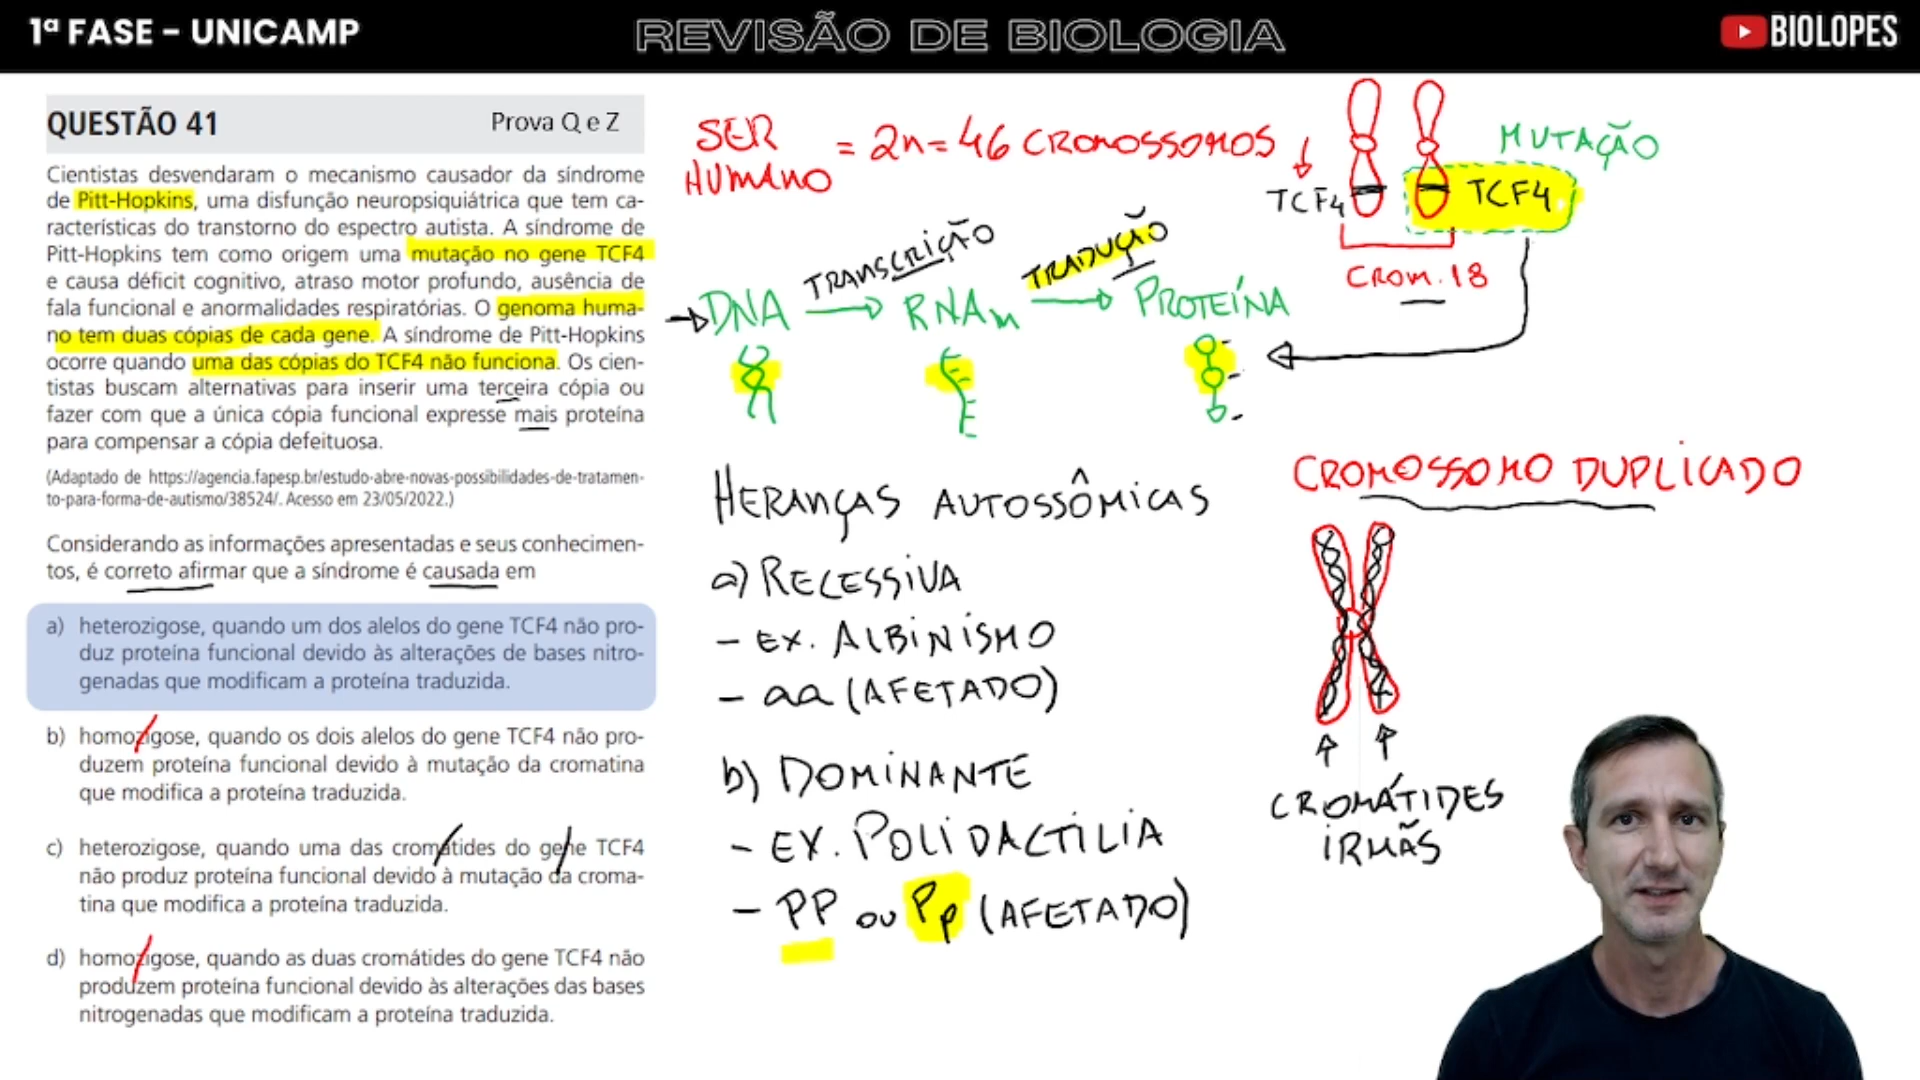 1ª FASE – UNICAMP
REVISÃO DE BIOLOGIA
BIOLOPES
QUESTÃO 41
Prova Q e Z
Cientistas desvendaram o mecanismo causador da síndrome
de Pitt-Hopkins, uma disfunção neuropsiquiátrica que tem ca-
racterísticas do transtorno do espectro autista. A síndrome de
Pitt-Hopkins tem como origem uma mutação no gene TCF4
e causa déficit cognitivo, atraso motor profundo, ausência de
fala funcional e anormalidades respiratórias. O genoma huma-
no tem duas cópias de cada gene. A síndrome de Pitt-Hopkins
ocorre quando uma das cópias do TCF4 não funciona. Os cien-
tistas buscam alternativas para inserir uma terceira cópia ou
fazer com que a única cópia funcional expresse mais proteína
para compensar a cópia defeituosa.
(Adaptado de https://agencia.fapesp.br/estudo-abre-novas-possibilidades-de-tratamen-
to-para-forma-de-autismo/38524/. Acesso em 23/05/2022.)
Considerando as informações apresentadas e seus conhecimen-
tos, é correto afirmar que a síndrome é causada em
a) heterozigose, quando um dos alelos do gene TCF4 não pro-
duz proteína funcional devido às alterações de bases nitro-
genadas que modificam a proteína traduzida.
b) homozigose, quando os dois alelos do gene TCF4 não pro-
duzem proteína funcional devido à mutação da cromatina
que modifica a proteína traduzida.
c) heterozigose, quando uma das cromátides do gene TCF4
não produz proteína funcional devido à mutação da croma-
tina que modifica a proteína traduzida.
d) homozigose, quando as duas cromátides do gene TCF4 não
produzem proteína funcional devido às alterações das bases
nitrogenadas que modificam a proteína traduzida.
SER
HUMANO = 2n = 46 CROMOSSOMOS
MUTAÇÃO
TCF4
TCF4
CROM. 18
TRANSCRIÇÃO
TRADUÇÃO
DNA
RNAm
PROTEÍNA
HERANÇAS AUTOSSÔMICAS
a) RECESSIVA
- EX. ALBINISMO
- aa (AFETADO)
b) DOMINANTE
- EX. POLIDACTILIA
- PP ou Pp (AFETADO)
CROMOSSOMO DUPLICADO
CROMÁTIDES
IRMÃS